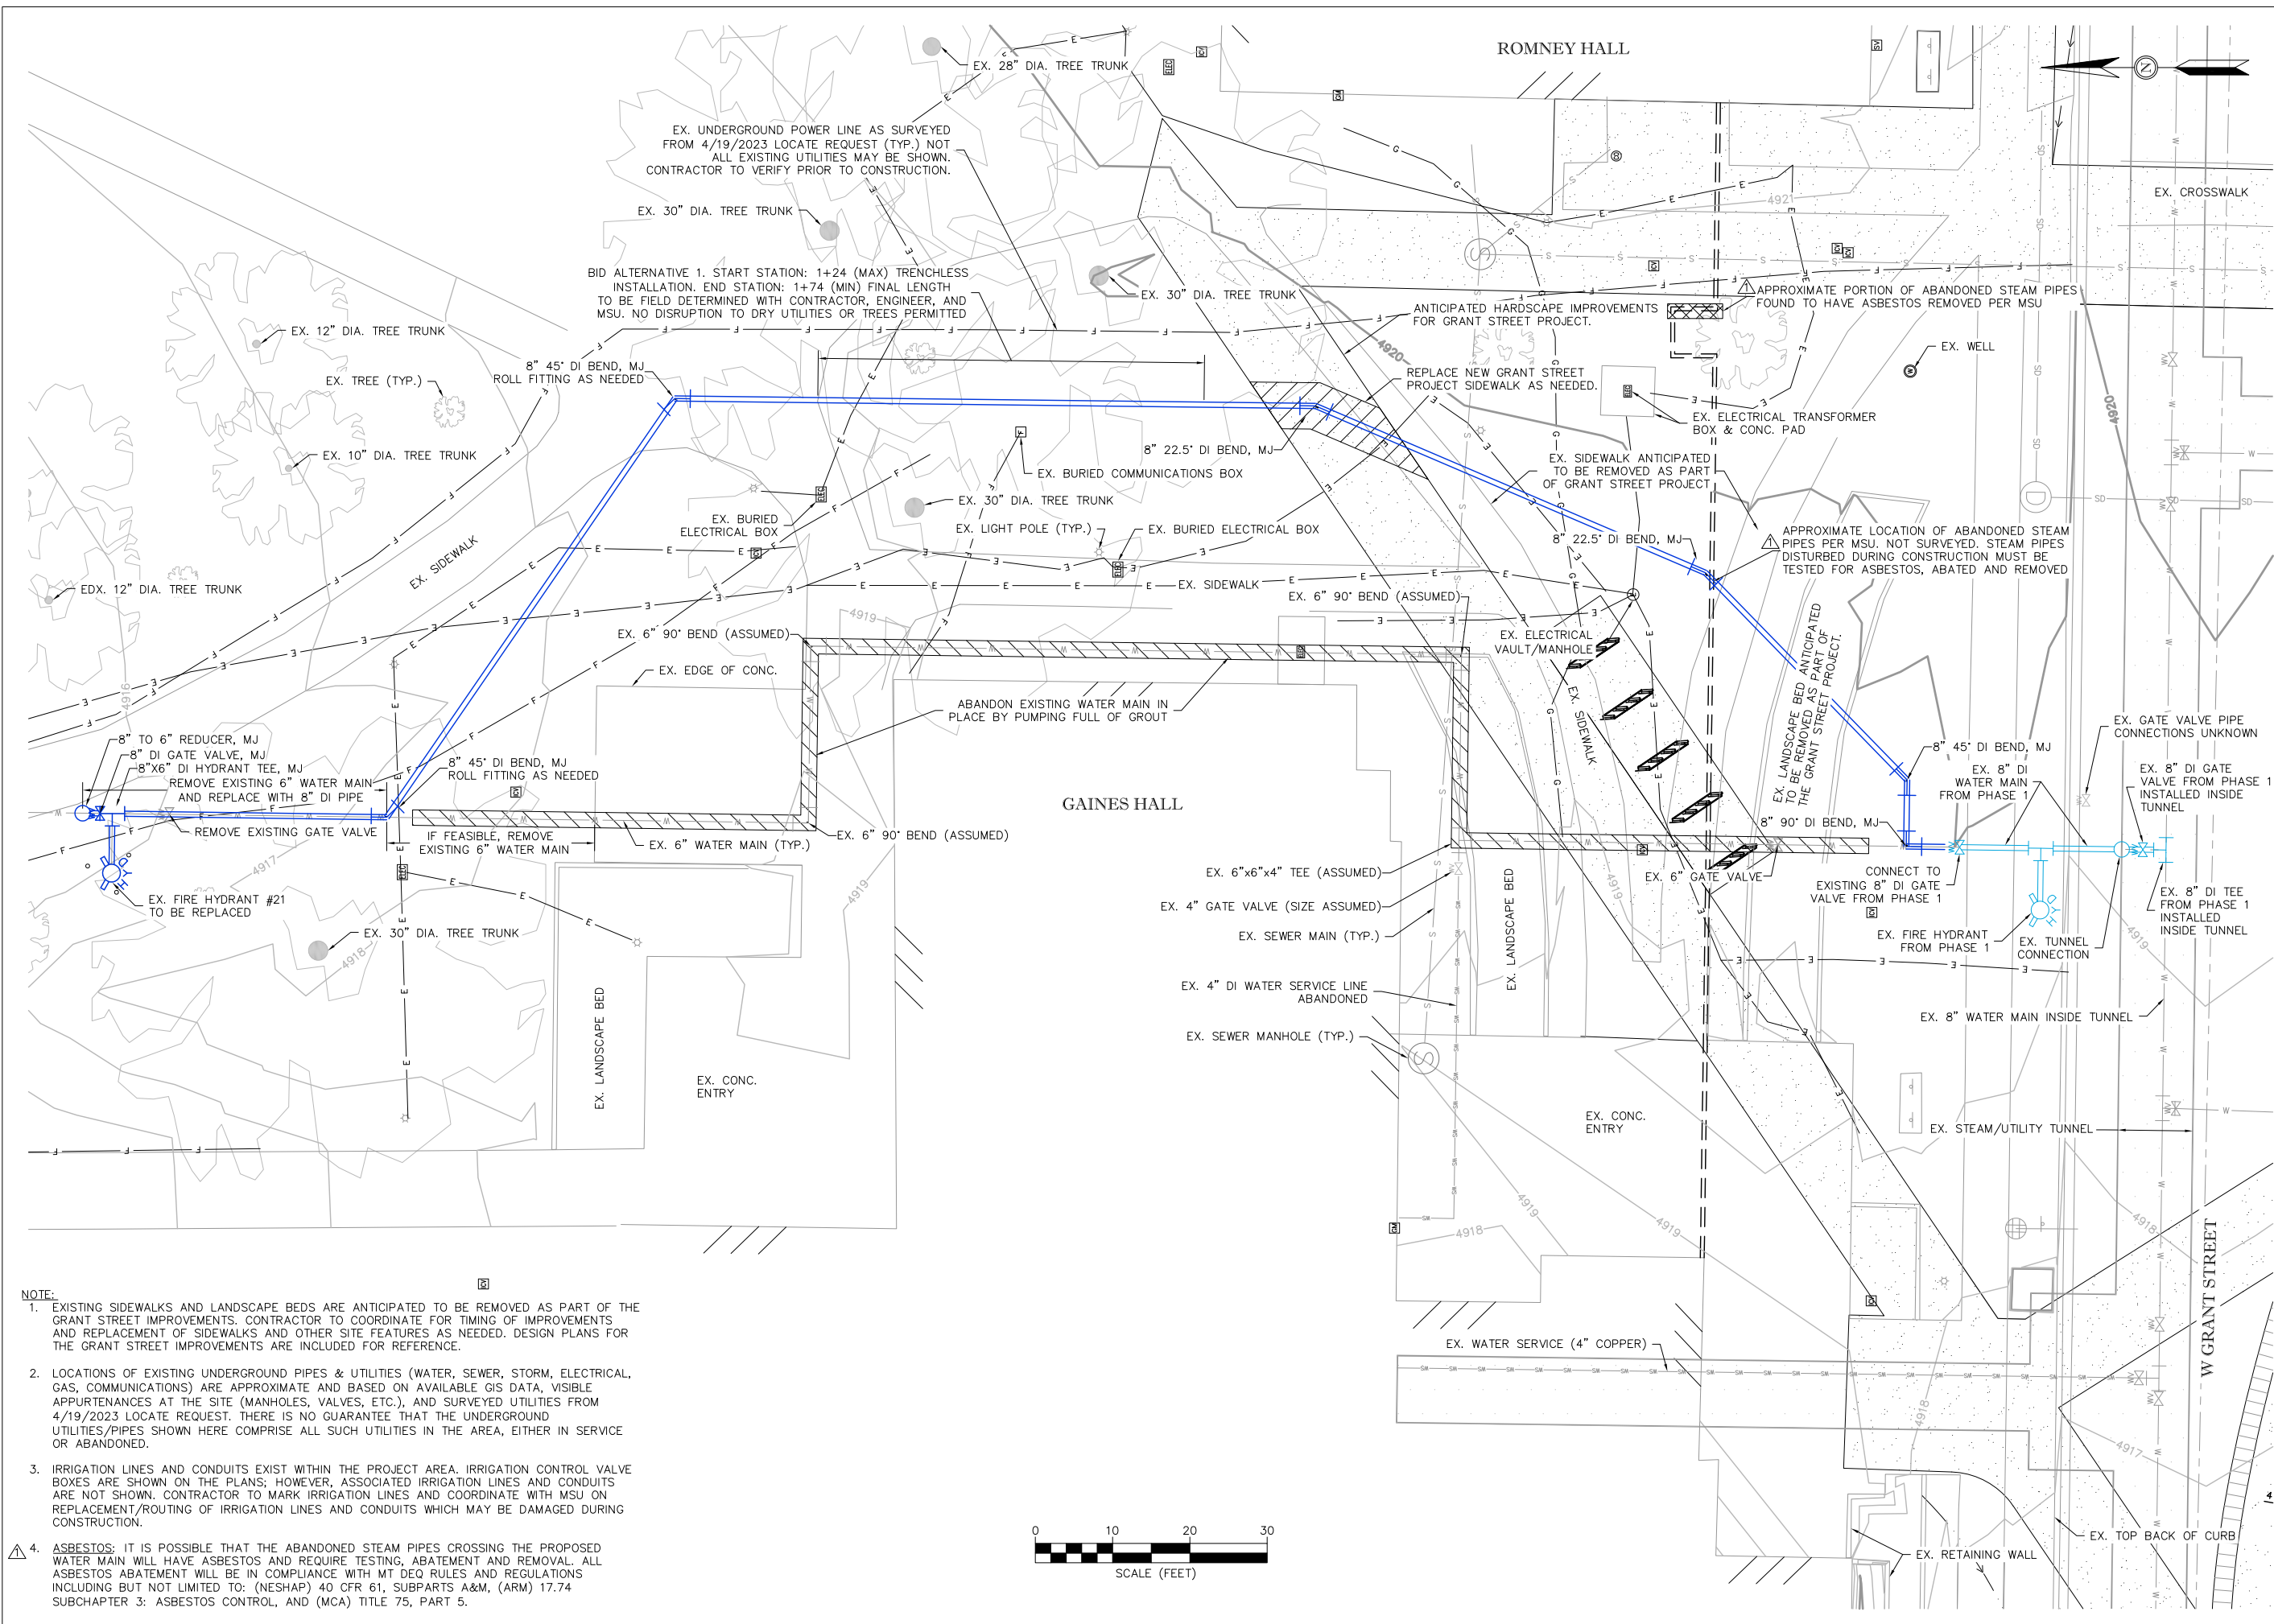 ROMNEY HALL
N
EX. 28" DIA. TREE TRUNK
EX. UNDERGROUND POWER LINE AS SURVEYED
FROM 4/19/2023 LOCATE REQUEST (TYP.) NOT
ALL EXISTING UTILITIES MAY BE SHOWN.
CONTRACTOR TO VERIFY PRIOR TO CONSTRUCTION.
EX. CROSSWALK
4921
EX. 30" DIA. TREE TRUNK
BID ALTERNATIVE 1. START STATION: 1+24 (MAX) TRENCHLESS
INSTALLATION. END STATION: 1+74 (MIN) FINAL LENGTH
TO BE FIELD DETERMINED WITH CONTRACTOR, ENGINEER, AND
MSU. NO DISRUPTION TO DRY UTILITIES OR TREES PERMITTED
EX. 30" DIA. TREE TRUNK
ANTICIPATED HARDSCAPE IMPROVEMENTS
FOR GRANT STREET PROJECT.
1 APPROXIMATE PORTION OF ABANDONED STEAM PIPES
FOUND TO HAVE ASBESTOS REMOVED PER MSU
EX. 12" DIA. TREE TRUNK
EX. TREE (TYP.)
8" 45° DI BEND, MJ
ROLL FITTING AS NEEDED
4920
EX. WELL
REPLACE NEW GRANT STREET
PROJECT SIDEWALK AS NEEDED.
4920
EX. ELECTRICAL TRANSFORMER
BOX & CONC. PAD
EX. 10" DIA. TREE TRUNK
8" 22.5° DI BEND, MJ
EX. BURIED COMMUNICATIONS BOX
EX. SIDEWALK ANTICIPATED
TO BE REMOVED AS PART
OF GRANT STREET PROJECT
EX. 30" DIA. TREE TRUNK
EX. BURIED
ELECTRICAL BOX
EX. LIGHT POLE (TYP.)
EX. BURIED ELECTRICAL BOX
8" 22.5° DI BEND, MJ
1 APPROXIMATE LOCATION OF ABANDONED STEAM
PIPES PER MSU. NOT SURVEYED. STEAM PIPES
DISTURBED DURING CONSTRUCTION MUST BE
TESTED FOR ASBESTOS, ABATED AND REMOVED
EX. SIDEWALK
EDX. 12" DIA. TREE TRUNK
EX. SIDEWALK
EX. 6" 90° BEND (ASSUMED)
4919
EX. 6" 90° BEND (ASSUMED)
EX. ELECTRICAL
VAULT/MANHOLE
EX. EDGE OF CONC.
4916
ABANDON EXISTING WATER MAIN IN
PLACE BY PUMPING FULL OF GROUT
EX. SIDEWALK
EX. LANDSCAPE BED ANTICIPATED
TO BE REMOVED AS PART OF
THE GRANT STREET PROJECT.
EX. GATE VALVE PIPE
CONNECTIONS UNKNOWN
8" TO 6" REDUCER, MJ
8" DI GATE VALVE, MJ
8"X6" DI HYDRANT TEE, MJ
REMOVE EXISTING 6" WATER MAIN
AND REPLACE WITH 8" DI PIPE
8" 45° DI BEND, MJ
ROLL FITTING AS NEEDED
8" 45° DI BEND, MJ
EX. 8" DI
WATER MAIN
FROM PHASE 1
EX. 8" DI GATE
VALVE FROM PHASE 1
INSTALLED INSIDE
TUNNEL
GAINES HALL
8" 90° DI BEND, MJ
REMOVE EXISTING GATE VALVE
IF FEASIBLE, REMOVE
EXISTING 6" WATER MAIN
EX. 6" WATER MAIN (TYP.)
EX. 6" 90° BEND (ASSUMED)
4917
HYD
EX. 6"x6"x4" TEE (ASSUMED)
EX. 6" GATE VALVE
CONNECT TO
EXISTING 8" DI GATE
VALVE FROM PHASE 1
4919
4919
EX. FIRE HYDRANT #21
TO BE REPLACED
EX. 4" GATE VALVE (SIZE ASSUMED)
HYD
EX. 8" DI TEE
FROM PHASE 1
INSTALLED
INSIDE TUNNEL
EX. 30" DIA. TREE TRUNK
4918
EX. SEWER MAIN (TYP.)
EX. LANDSCAPE BED
EX. FIRE HYDRANT
FROM PHASE 1
EX. TUNNEL
CONNECTION
4919
EX. 4" DI WATER SERVICE LINE
ABANDONED
EX. 8" WATER MAIN INSIDE TUNNEL
EX. LANDSCAPE BED
EX. SEWER MANHOLE (TYP.)
EX. CONC.
ENTRY
EX. CONC.
ENTRY
EX. STEAM/UTILITY TUNNEL
4919
4918
4919
4918
W GRANT STREET
NOTE:
1. EXISTING SIDEWALKS AND LANDSCAPE BEDS ARE ANTICIPATED TO BE REMOVED AS PART OF THE
GRANT STREET IMPROVEMENTS. CONTRACTOR TO COORDINATE FOR TIMING OF IMPROVEMENTS
AND REPLACEMENT OF SIDEWALKS AND OTHER SITE FEATURES AS NEEDED. DESIGN PLANS FOR
THE GRANT STREET IMPROVEMENTS ARE INCLUDED FOR REFERENCE.
2. LOCATIONS OF EXISTING UNDERGROUND PIPES & UTILITIES (WATER, SEWER, STORM, ELECTRICAL,
GAS, COMMUNICATIONS) ARE APPROXIMATE AND BASED ON AVAILABLE GIS DATA, VISIBLE
APPURTENANCES AT THE SITE (MANHOLES, VALVES, ETC.), AND SURVEYED UTILITIES FROM
4/19/2023 LOCATE REQUEST. THERE IS NO GUARANTEE THAT THE UNDERGROUND
UTILITIES/PIPES SHOWN HERE COMPRISE ALL SUCH UTILITIES IN THE AREA, EITHER IN SERVICE
OR ABANDONED.
3. IRRIGATION LINES AND CONDUITS EXIST WITHIN THE PROJECT AREA. IRRIGATION CONTROL VALVE
BOXES ARE SHOWN ON THE PLANS; HOWEVER, ASSOCIATED IRRIGATION LINES AND CONDUITS
ARE NOT SHOWN. CONTRACTOR TO MARK IRRIGATION LINES AND COORDINATE WITH MSU ON
REPLACEMENT/ROUTING OF IRRIGATION LINES AND CONDUITS WHICH MAY BE DAMAGED DURING
CONSTRUCTION.
1 4. ASBESTOS: IT IS POSSIBLE THAT THE ABANDONED STEAM PIPES CROSSING THE PROPOSED
WATER MAIN WILL HAVE ASBESTOS AND REQUIRE TESTING, ABATEMENT AND REMOVAL. ALL
ASBESTOS ABATEMENT WILL BE IN COMPLIANCE WITH MT DEQ RULES AND REGULATIONS
INCLUDING BUT NOT LIMITED TO: (NESHAP) 40 CFR 61, SUBPARTS A&M, (ARM) 17.74
SUBCHAPTER 3: ASBESTOS CONTROL, AND (MCA) TITLE 75, PART 5.
EX. WATER SERVICE (4" COPPER)
4918
4917
0 10 20 30
SCALE (FEET)
EX. TOP BACK OF CURB
EX. RETAINING WALL